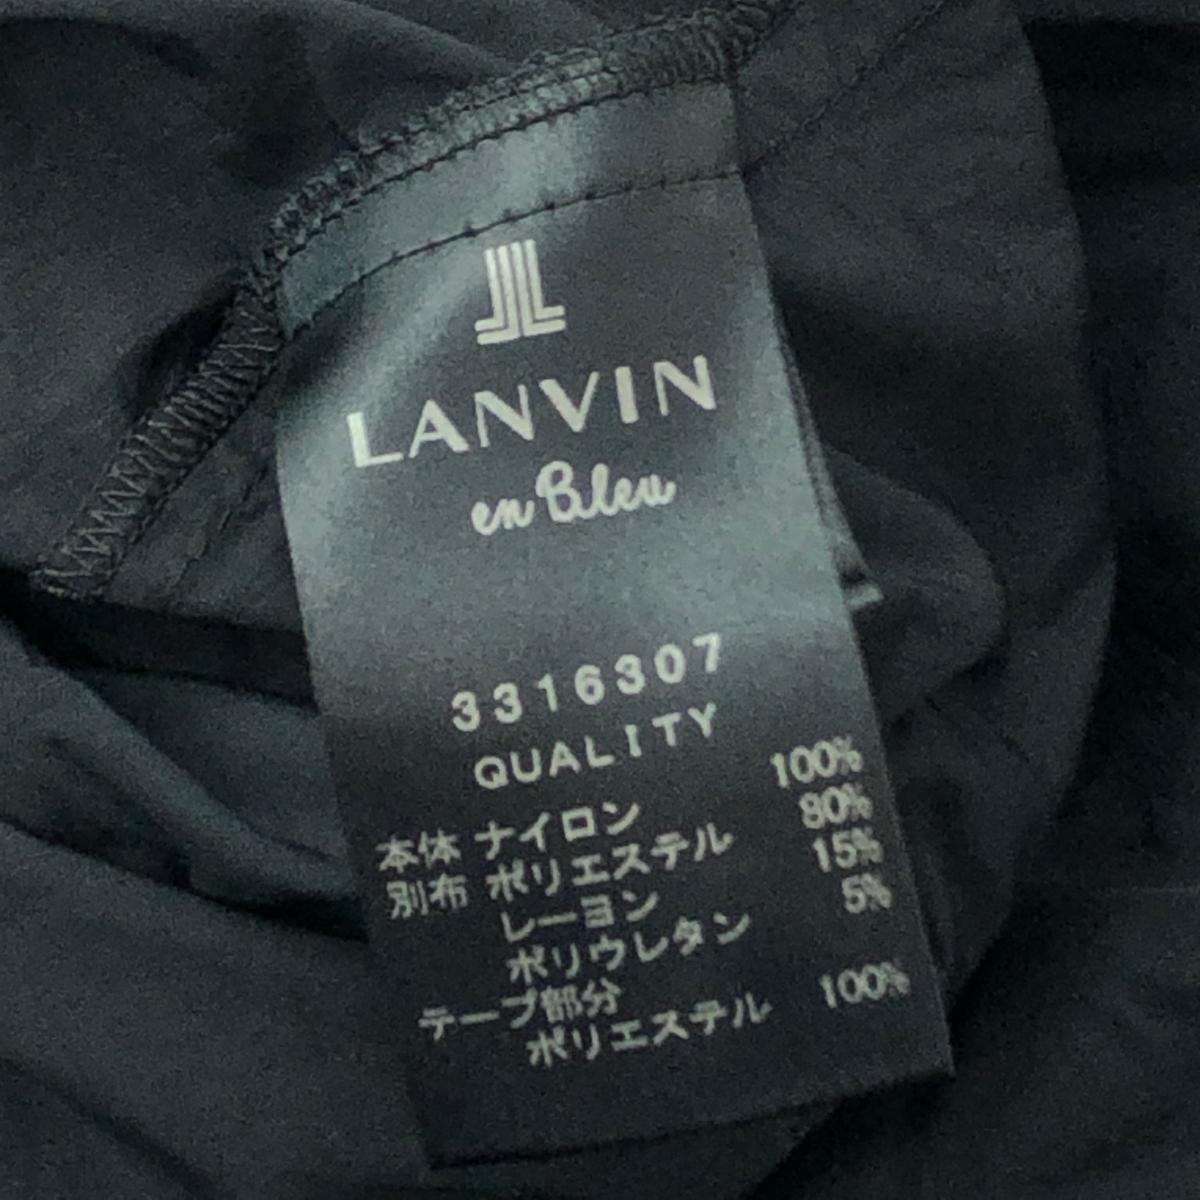 LANVIN
en Bleu
3316307
QUALITY
本体 ナイロン 100%
別布 ポリエステル 80%
レーヨン 15%
ポリウレタン 5%
テープ部分
ポリエステル 100%